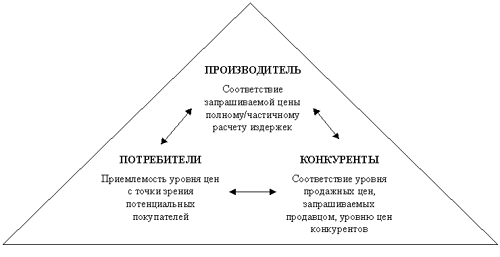 ПРОИЗВОДИТЕЛЬ
Соответствие
запрашиваемой цены
полному/частичному
расчету издержек
ПОТРЕБИТЕЛИ
Приемлемость уровня цен
с точки зрения
потенциальных
покупателей
КОНКУРЕНТЫ
Соответствие уровня
продажных цен,
запрашиваемых
продавцом, уровню цен
конкурентов